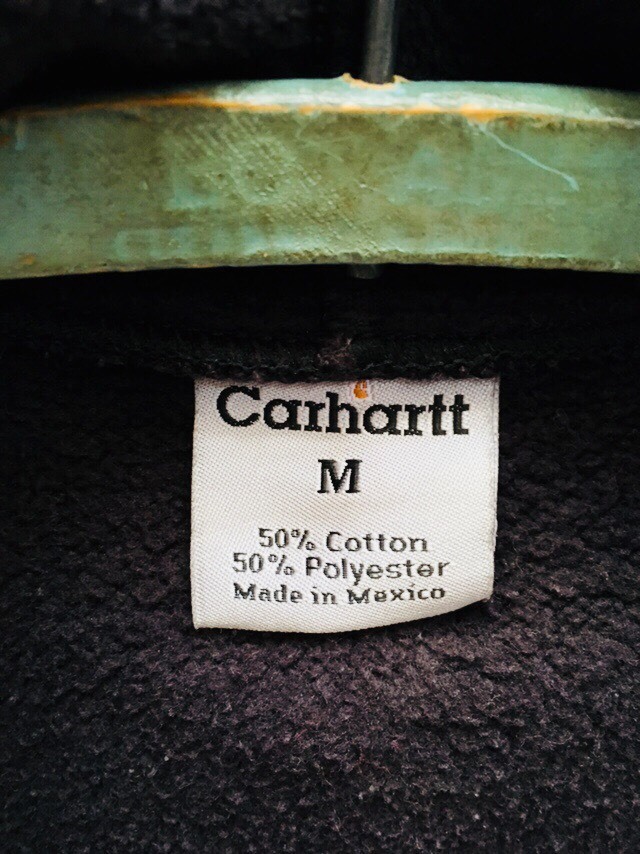 Carhartt
M
50% Cotton
50% Polyester
Made in Mexico